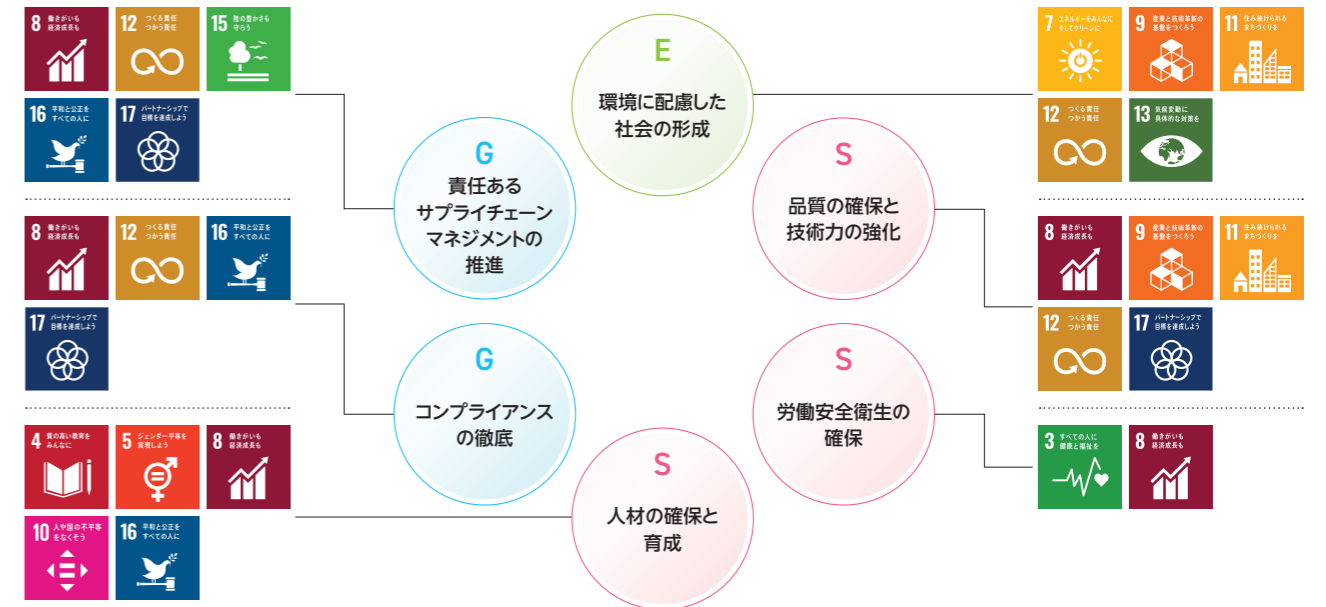 8 働きがいも
経済成長も
12 つくる責任
つかう責任
15 陸の豊かさも
守ろう
16 平和と公正を
すべての人に
17 パートナーシップで
目標を達成しよう
8 働きがいも
経済成長も
12 つくる責任
つかう責任
16 平和と公正を
すべての人に
17 パートナーシップで
目標を達成しよう
4 質の高い教育を
みんなに
5 ジェンダー平等を
実現しよう
8 働きがいも
経済成長も
10 人や国の不平等
をなくそう
16 平和と公正を
すべての人に
E
環境に配慮した
社会の形成
G
責任ある
サプライチェーン
マネジメントの
推進
S
品質の確保と
技術力の強化
G
コンプライアンス
の徹底
S
労働安全衛生の
確保
S
人材の確保と
育成
7 エネルギーをみんなに
そしてクリーンに
9 産業と技術革新の
基盤をつくろう
11 住み続けられる
まちづくりを
12 つくる責任
つかう責任
13 気候変動に
具体的な対策を
8 働きがいも
経済成長も
9 産業と技術革新の
基盤をつくろう
11 住み続けられる
まちづくりを
12 つくる責任
つかう責任
17 パートナーシップで
目標を達成しよう
3 すべての人に
健康と福祉を
8 働きがいも
経済成長も